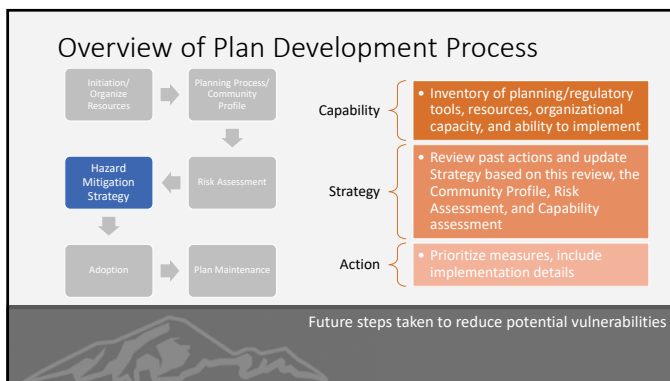 Overview of Plan Development Process
Initiation/
Organize
Resources
Planning Process/
Community
Profile
Hazard
Mitigation
Strategy
Risk Assessment
Adoption
Plan Maintenance
Capability
• Inventory of planning/regulatory
tools, resources, organizational
capacity, and ability to implement
Strategy
• Review past actions and update
Strategy based on this review, the
Community Profile, Risk
Assessment, and Capability
assessment
Action
• Prioritize measures, include
implementation details
Future steps taken to reduce potential vulnerabilities